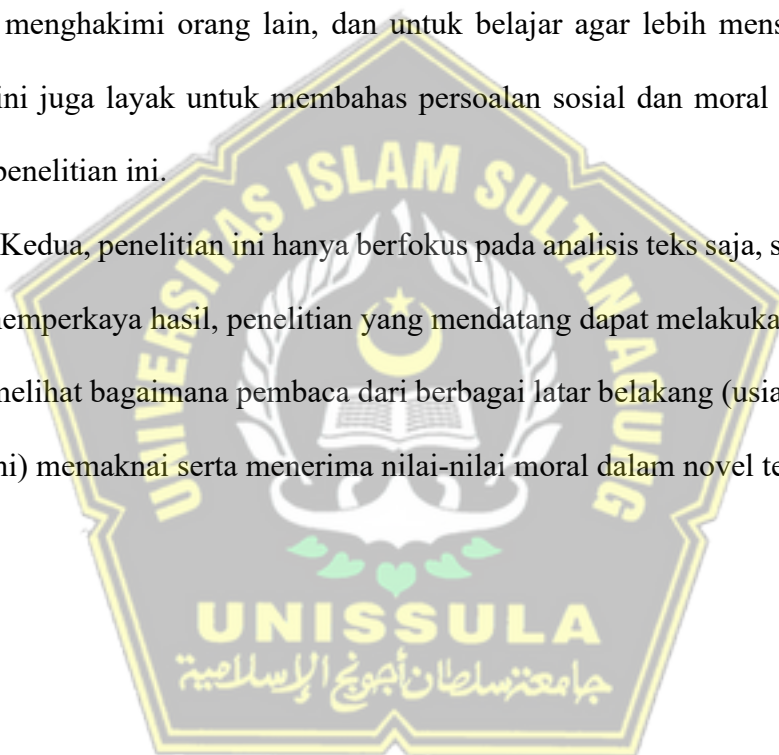 menghakimi orang lain, dan untuk belajar agar lebih mens
ini juga layak untuk membahas persoalan sosial dan moral
penelitian ini.
Kedua, penelitian ini hanya berfokus pada analisis teks saja, s
memperkaya hasil, penelitian yang mendatang dapat melakuka
melihat bagaimana pembaca dari berbagai latar belakang (usia
ni) memaknai serta menerima nilai-nilai moral dalam novel te
UNIVERSITAS ISLAM SULTAN AGUNG
UNISSULA
جامعتنسلطان أجونج الإسلامية